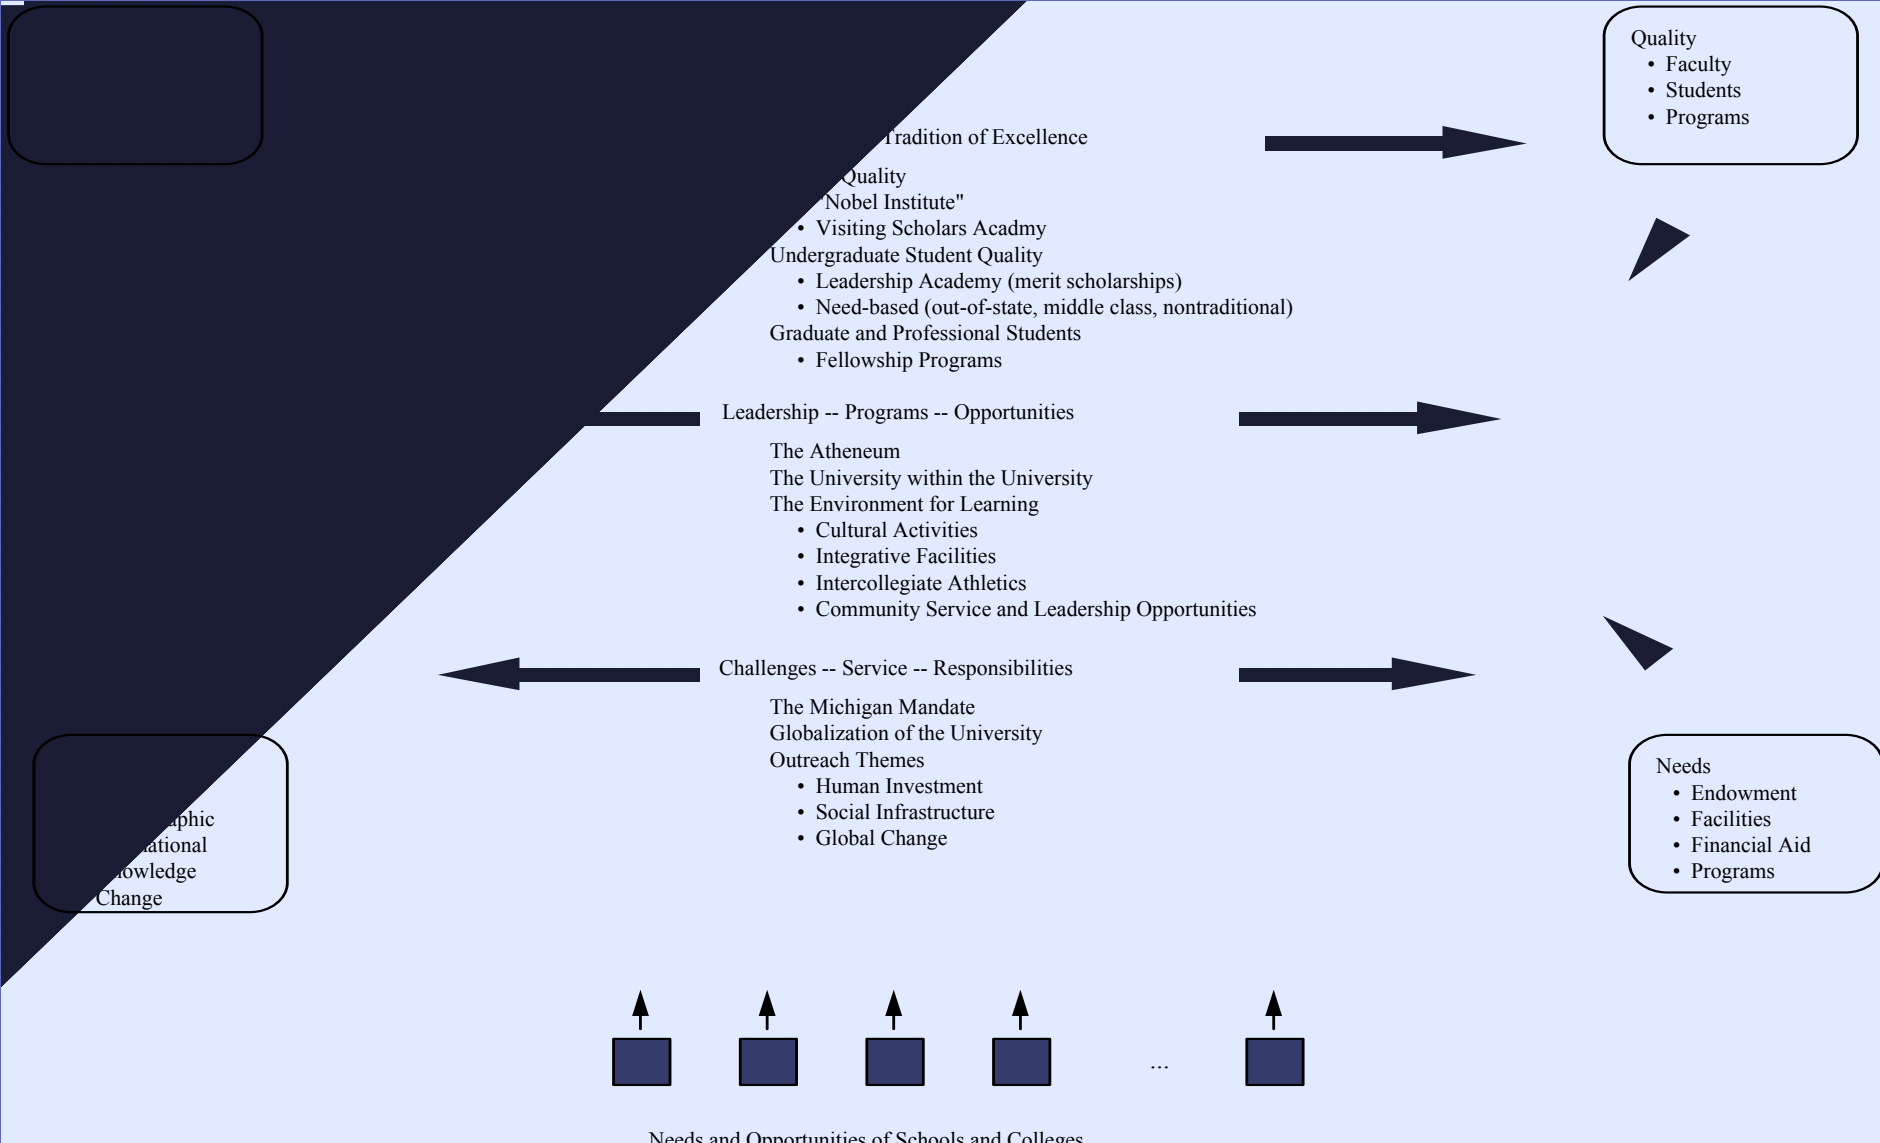 Quality
• Faculty
• Students
• Programs
Tradition of Excellence
Quality
"Nobel Institute"
• Visiting Scholars Acadmy
Undergraduate Student Quality
• Leadership Academy (merit scholarships)
• Need-based (out-of-state, middle class, nontraditional)
Graduate and Professional Students
• Fellowship Programs
Leadership -- Programs -- Opportunities
The Atheneum
The University within the University
The Environment for Learning
• Cultural Activities
• Integrative Facilities
• Intercollegiate Athletics
• Community Service and Leadership Opportunities
Challenges -- Service -- Responsibilities
The Michigan Mandate
Globalization of the University
Outreach Themes
• Human Investment
• Social Infrastructure
• Global Change
Change
Needs
• Endowment
• Facilities
• Financial Aid
• Programs
...
Needs and Opportunities of Schools and Colleges